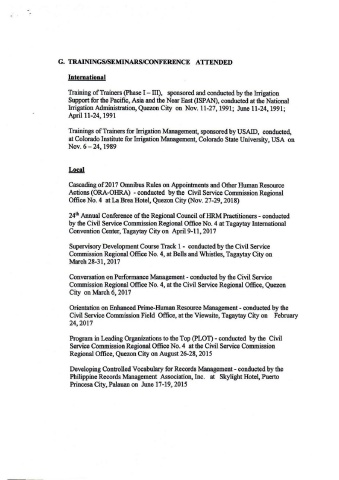 G. TRAININGS/SEMINARS/CONFERENCE ATTENDED
International
Training of Trainers (Phase I – III), sponsored and conducted by the Irrigation
Support for the Pacific, Asia and the Near East (ISPAN), conducted at the National
Irrigation Administration, Quezon City on Nov. 11-27, 1991; June 11-24, 1991;
April 11-24, 1991
Trainings of Trainers for Irrigation Management, sponsored by USAID, conducted,
at Colorado Institute for Irrigation Management, Colorado State University, USA on
Nov. 6 – 24, 1989
Local
Cascading of 2017 Omnibus Rules on Appointments and Other Human Resource
Actions (ORA-OHRA) - conducted by the Civil Service Commission Regional
Office No. 4 at La Brea Hotel, Quezon City (Nov. 27-29, 2018)
24th Annual Conference of the Regional Council of HRM Practitioners - conducted
by the Civil Service Commission Regional Office No. 4 at Tagaytay International
Convention Center, Tagaytay City on April 9-11, 2017
Supervisory Development Course Track 1 - conducted by the Civil Service
Commission Regional Office No. 4, at Bells and Whistles, Tagaytay City on
March 28-31, 2017
Conversation on Performance Management - conducted by the Civil Service
Commission Regional Office No. 4, at the Civil Service Regional Office, Quezon
City on March 6, 2017
Orientation on Enhanced Prime-Human Resource Management - conducted by the
Civil Service Commission Field Office, at the Viewsite, Tagaytay City on February
24, 2017
Program in Leading Organizations to the Top (PLOT) - conducted by the Civil
Service Commission Regional Office No. 4 at the Civil Service Commission
Regional Office, Quezon City on August 26-28, 2015
Developing Controlled Vocabulary for Records Management - conducted by the
Philippine Records Management Association, Inc. at Skylight Hotel, Puerto
Princesa City, Palauan on June 17-19, 2015